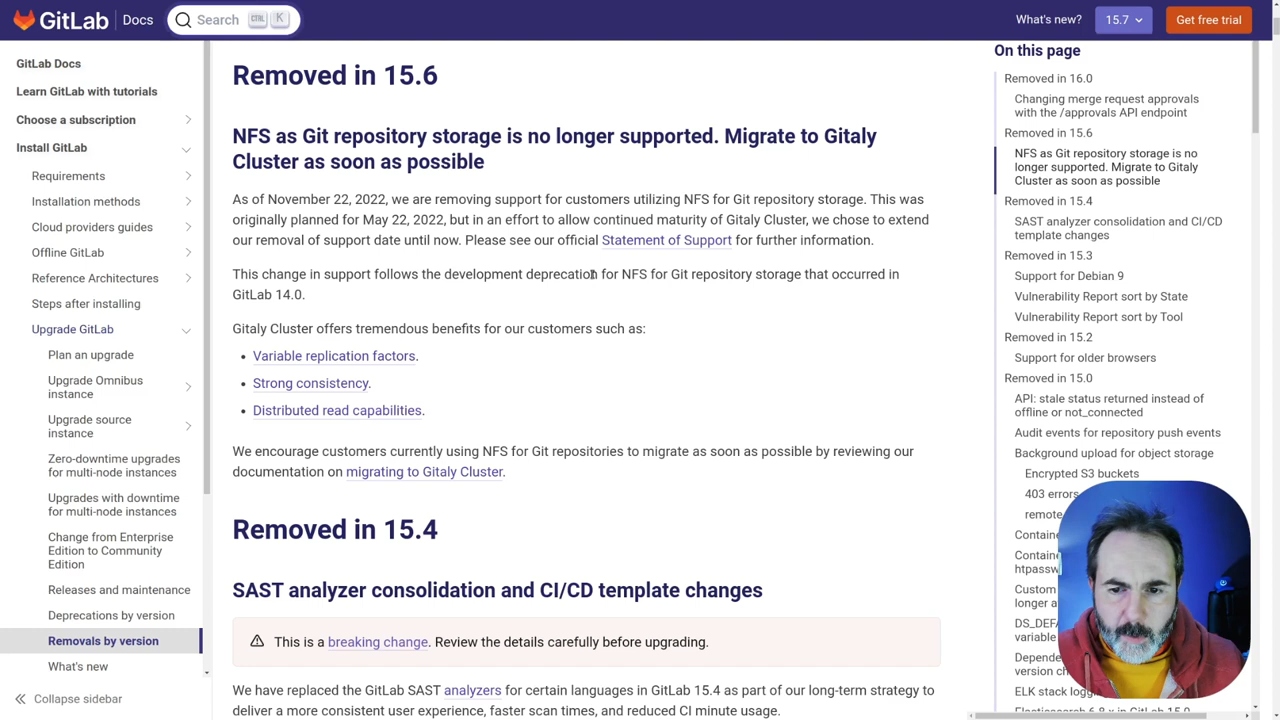 GitLab Docs Search CTRL K What's new? 15.7 Get free trial
GitLab Docs
Learn GitLab with tutorials
Choose a subscription
Install GitLab
Requirements
Installation methods
Cloud providers guides
Offline GitLab
Reference Architectures
Steps after installing
Upgrade GitLab
Plan an upgrade
Upgrade Omnibus
instance
Upgrade source
instance
Zero-downtime upgrades
for multi-node instances
Upgrades with downtime
for multi-node instances
Change from Enterprise
Edition to Community
Edition
Releases and maintenance
Deprecations by version
Removals by version
What's new
Collapse sidebar
Removed in 15.6
NFS as Git repository storage is no longer supported. Migrate to Gitaly
Cluster as soon as possible
As of November 22, 2022, we are removing support for customers utilizing NFS for Git repository storage. This was
originally planned for May 22, 2022, but in an effort to allow continued maturity of Gitaly Cluster, we chose to extend
our removal of support date until now. Please see our official Statement of Support for further information.
This change in support follows the development deprecation for NFS for Git repository storage that occurred in
GitLab 14.0.
Gitaly Cluster offers tremendous benefits for our customers such as:
• Variable replication factors.
• Strong consistency.
• Distributed read capabilities.
We encourage customers currently using NFS for Git repositories to migrate as soon as possible by reviewing our
documentation on migrating to Gitaly Cluster.
Removed in 15.4
SAST analyzer consolidation and CI/CD template changes
This is a breaking change. Review the details carefully before upgrading.
We have replaced the GitLab SAST analyzers for certain languages in GitLab 15.4 as part of our long-term strategy to
deliver a more consistent user experience, faster scan times, and reduced CI minute usage.
On this page
Removed in 16.0
Changing merge request approvals
with the /approvals API endpoint
Removed in 15.6
NFS as Git repository storage is no
longer supported. Migrate to Gitaly
Cluster as soon as possible
Removed in 15.4
SAST analyzer consolidation and CI/CD
template changes
Removed in 15.3
Support for Debian 9
Vulnerability Report sort by State
Vulnerability Report sort by Tool
Removed in 15.2
Support for older browsers
Removed in 15.0
API: stale status returned instead of
offline or not_connected
Audit events for repository push events
Background upload for object storage
Encrypted S3 buckets
403 errors
remote
Custom
longer
variable
ELK stack